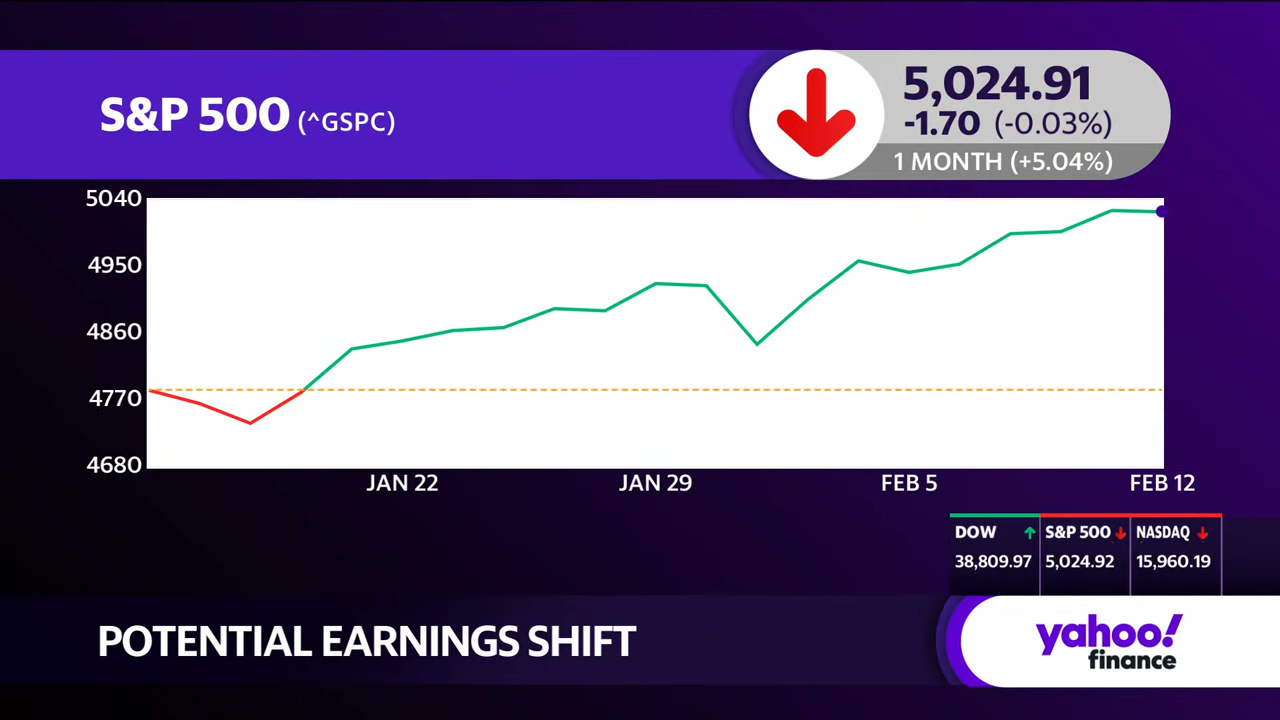 S&P 500 (^GSPC)
5,024.91
-1.70 (-0.03%)
1 MONTH (+5.04%)
5040
4950
4860
4770
4680
JAN 22
JAN 29
FEB 5
FEB 12
DOW
38,809.97
S&P 500
5,024.92
NASDAQ
15,960.19
POTENTIAL EARNINGS SHIFT
yahoo!
finance